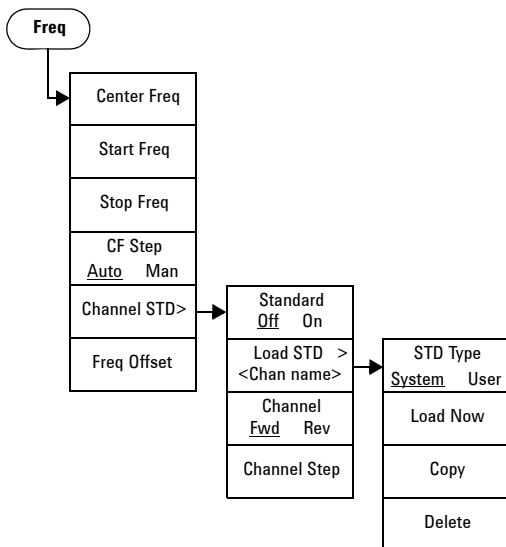 Freq
Center Freq
Start Freq
Stop Freq
CF Step
Auto Man
Channel STD>
Freq Offset
Standard
Off On
Load STD >
<Chan name>
Channel
Fwd Rev
Channel Step
STD Type
System User
Load Now
Copy
Delete